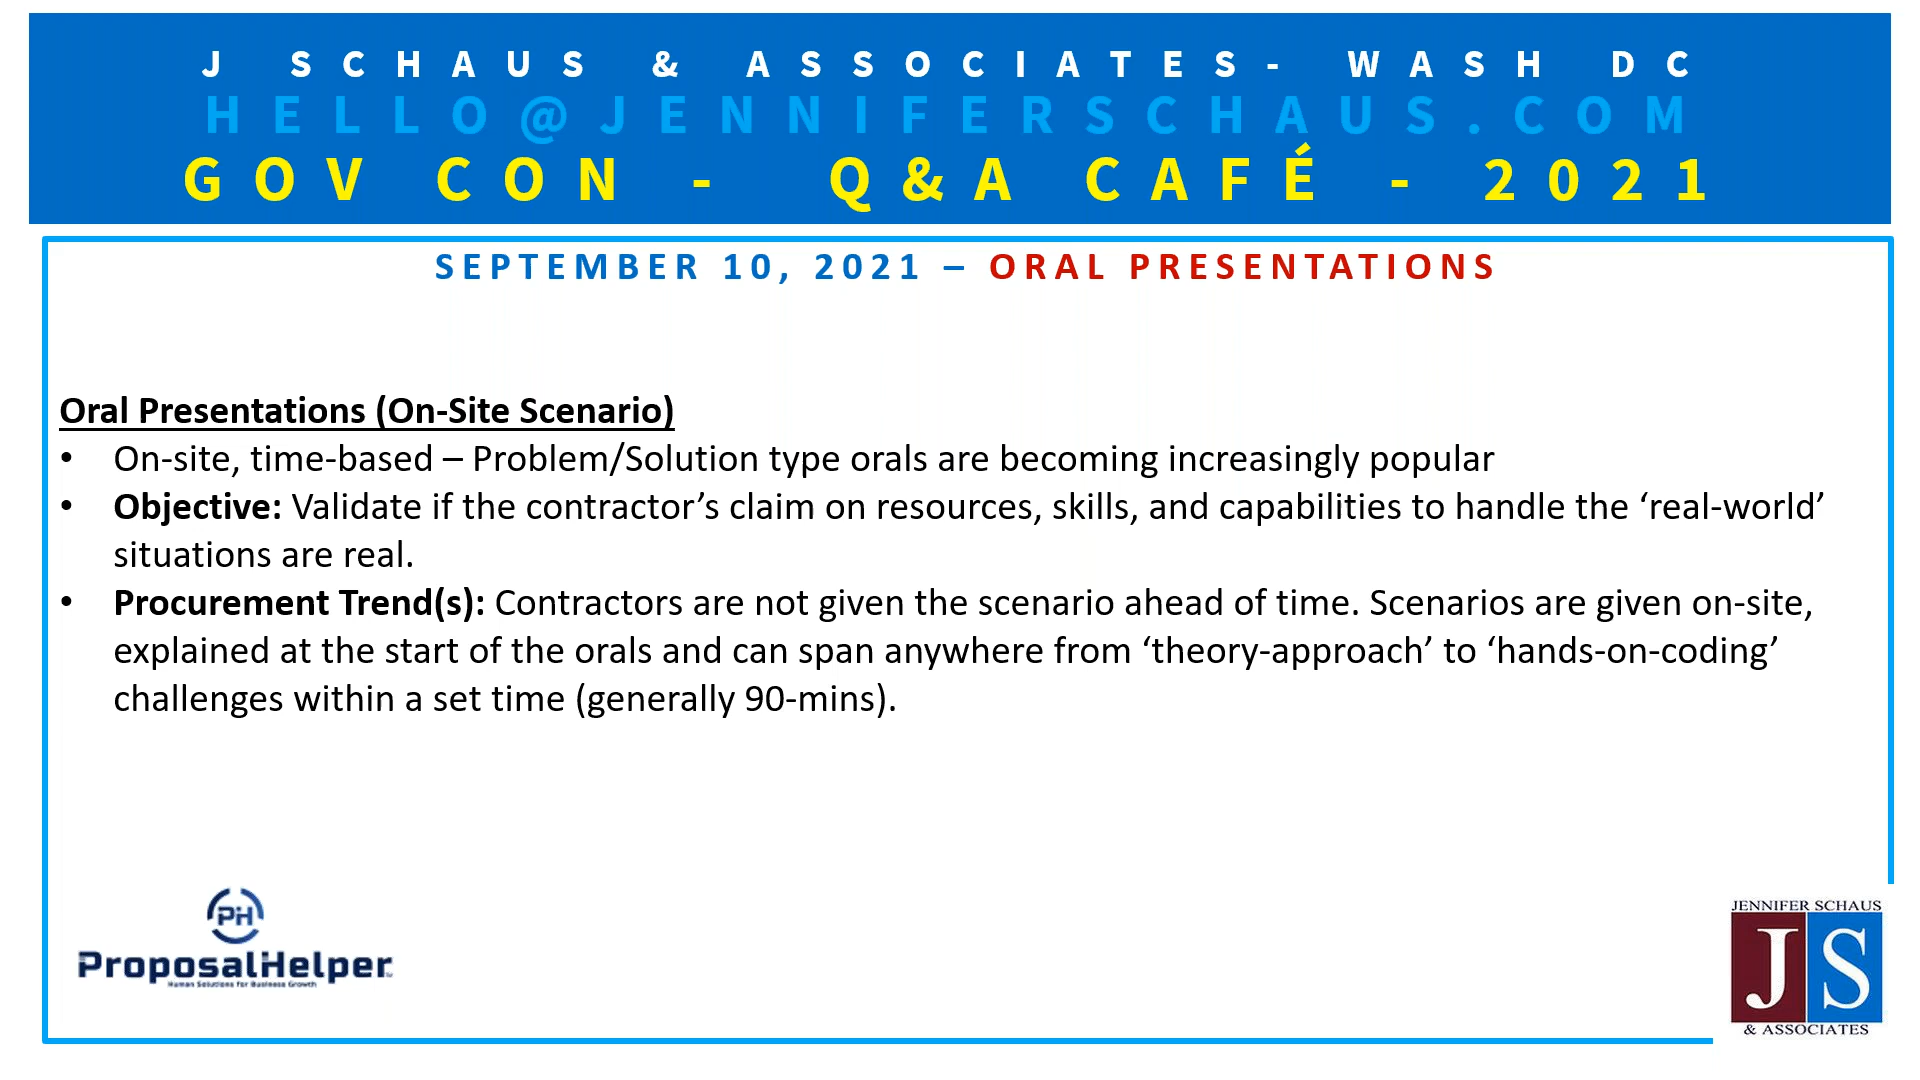 J SCHAUS & ASSOCIATES- WASH DC
HELLO@JENNIFERSCHAUS.COM
GOV CON - Q&A CAFÉ - 2021
SEPTEMBER 10, 2021 – ORAL PRESENTATIONS
Oral Presentations (On-Site Scenario)
• On-site, time-based – Problem/Solution type orals are becoming increasingly popular
• Objective: Validate if the contractor’s claim on resources, skills, and capabilities to handle the ‘real-world’
situations are real.
• Procurement Trend(s): Contractors are not given the scenario ahead of time. Scenarios are given on-site,
explained at the start of the orals and can span anywhere from ‘theory-approach’ to ‘hands-on-coding’
challenges within a set time (generally 90-mins).
PH
ProposalHelper
Human Solutions for Business Growth
JENNIFER SCHAUS
JS
& ASSOCIATES